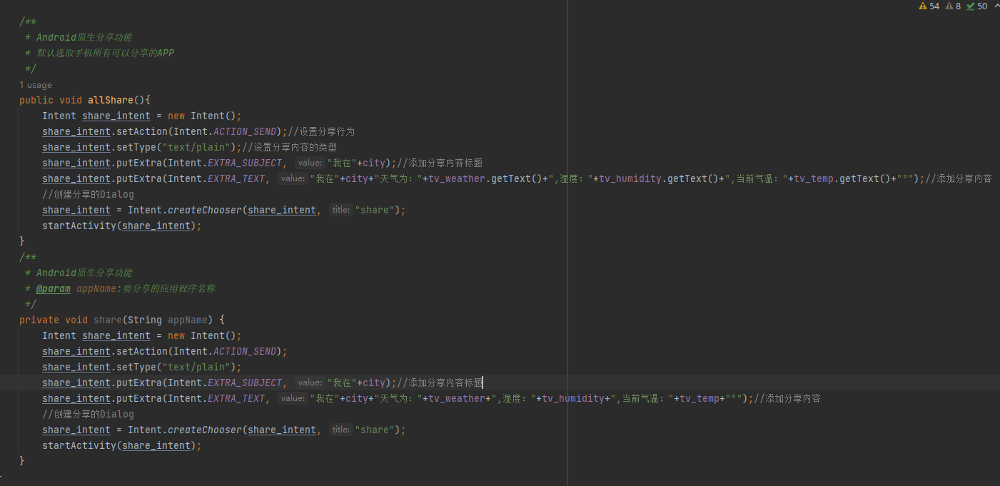 54 8 50
/**
* Android原生分享功能
* 默认选取手机所有可以分享的APP
*/
1 usage
public void allShare(){
Intent share_intent = new Intent();
share_intent.setAction(Intent.ACTION_SEND);//设置分享行为
share_intent.setType("text/plain");//设置分享内容的类型
share_intent.putExtra(Intent.EXTRA_SUBJECT, value: "我在"+city);//添加分享内容标题
share_intent.putExtra(Intent.EXTRA_TEXT, value: "我在"+city+"天气为: "+tv_weather.getText()+",湿度: "+tv_humidity.getText()+",当前气温: "+tv_temp.getText()+"°");//添加分享内容
//创建分享的Dialog
share_intent = Intent.createChooser(share_intent, title: "share");
startActivity(share_intent);
}
/**
* Android原生分享功能
* @param appName:要分享的应用程序名称
*/
private void share(String appName) {
Intent share_intent = new Intent();
share_intent.setAction(Intent.ACTION_SEND);
share_intent.setType("text/plain");
share_intent.putExtra(Intent.EXTRA_SUBJECT, value: "我在"+city);//添加分享内容标题
share_intent.putExtra(Intent.EXTRA_TEXT, value: "我在"+city+"天气为: "+tv_weather+",湿度: "+tv_humidity+",当前气温: "+tv_temp+"°");//添加分享内容
//创建分享的Dialog
share_intent = Intent.createChooser(share_intent, title: "share");
startActivity(share_intent);
}